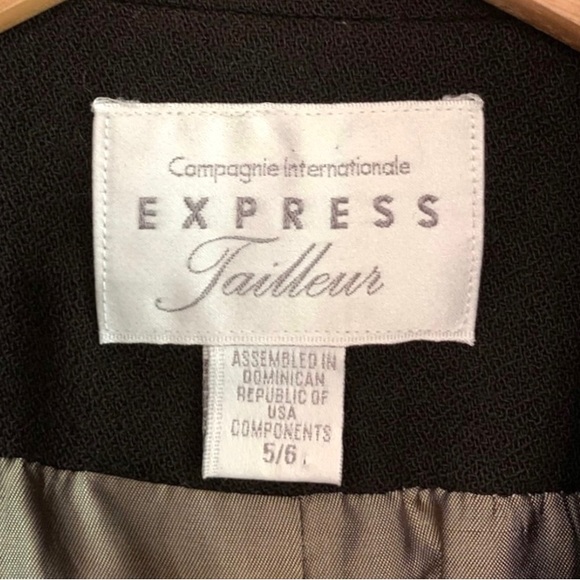 Compagnie Internationale
EXPRESS
Tailleur
ASSEMBLED IN
DOMINICAN
REPUBLIC OF
USA
COMPONENTS
5/6